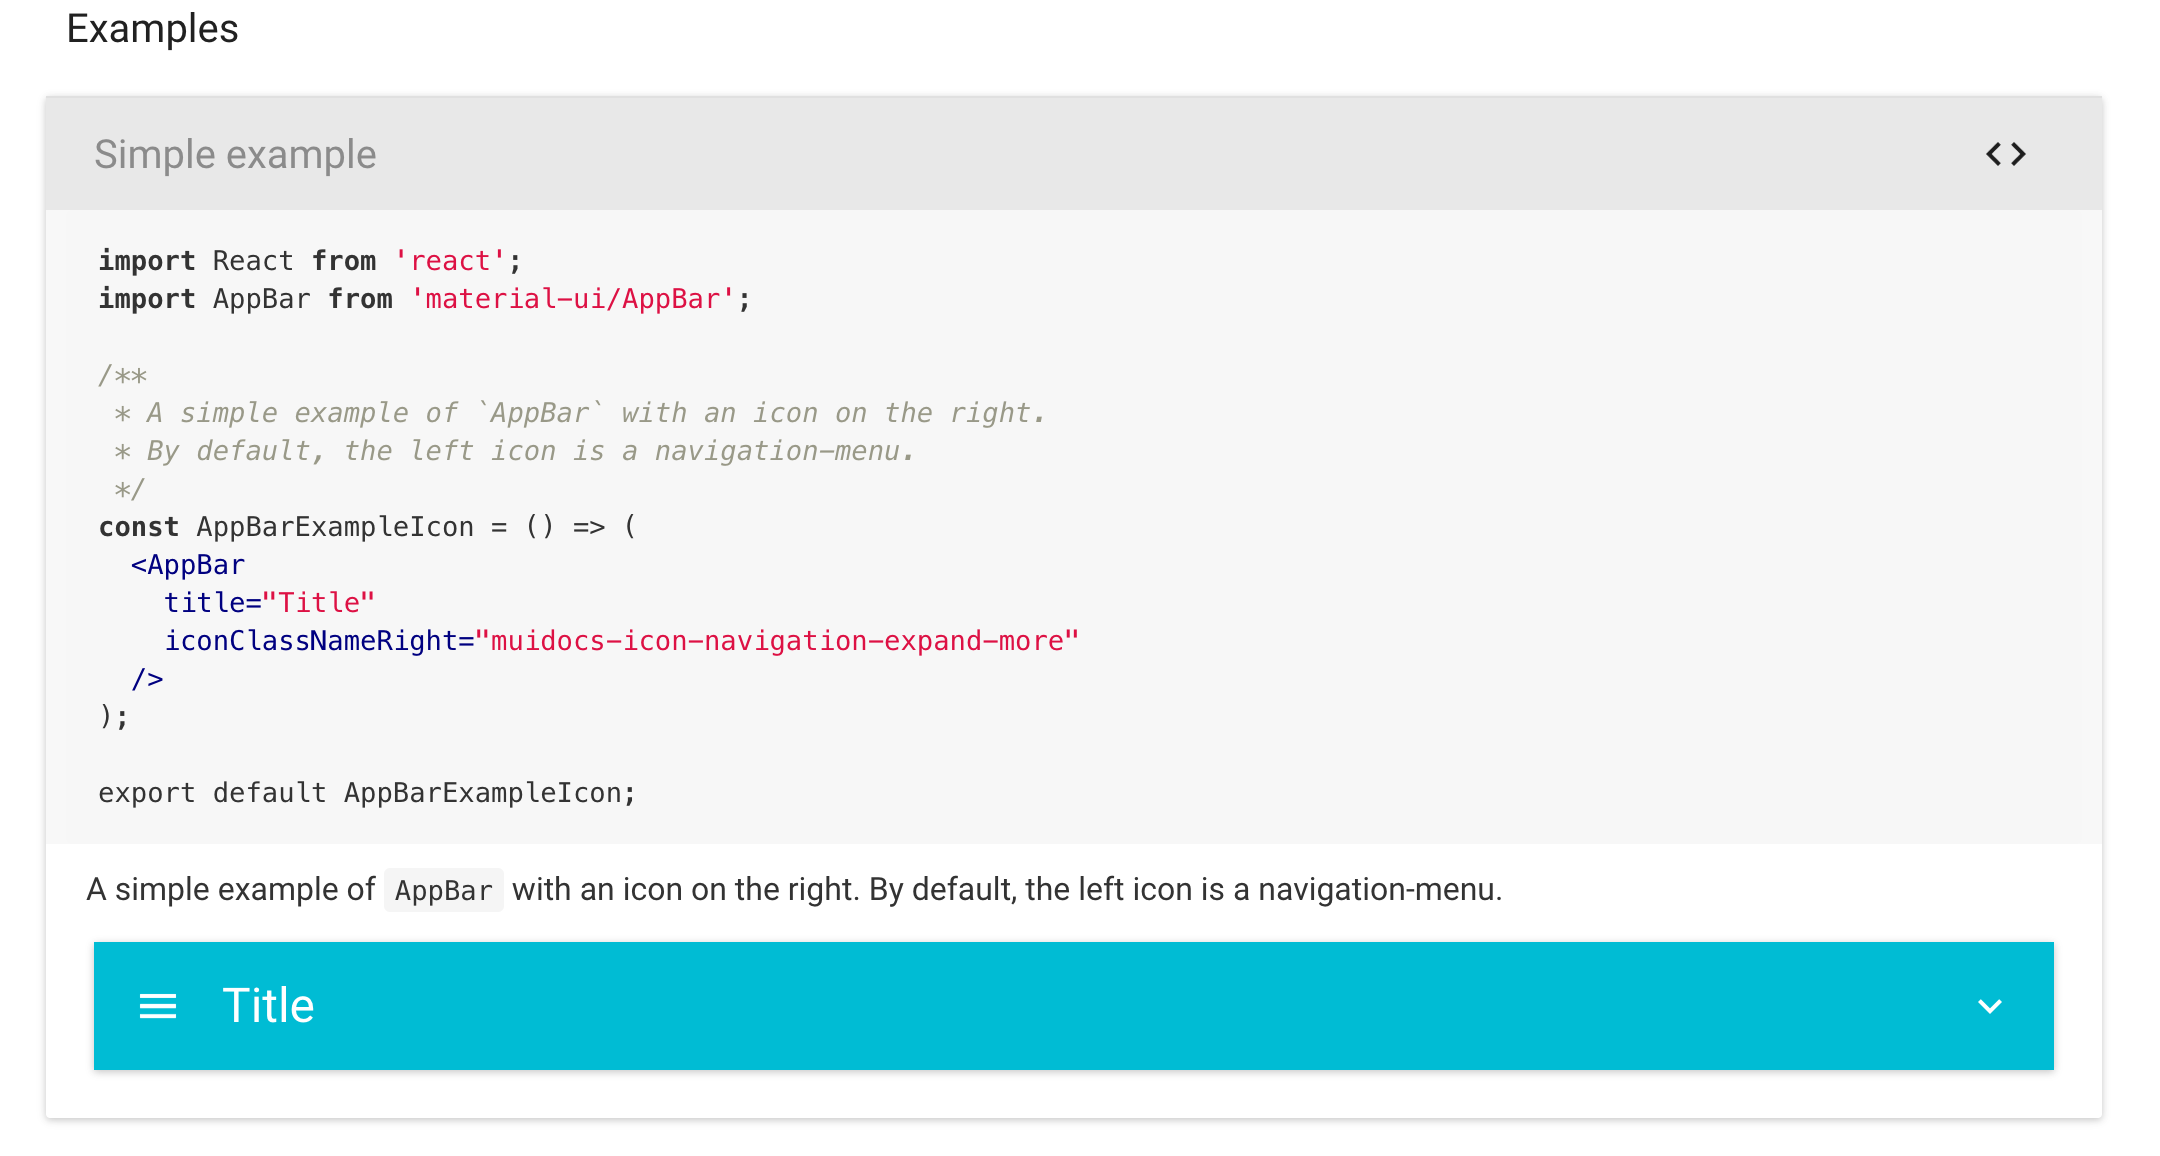 Examples
Simple example
import React from 'react';
import AppBar from 'material-ui/AppBar';
/**
 * A simple example of `AppBar` with an icon on the right.
 * By default, the left icon is a navigation-menu.
 */
const AppBarExampleIcon = () => (
  <AppBar
    title="Title"
    iconClassNameRight="muidocs-icon-navigation-expand-more"
  />
);
export default AppBarExampleIcon;
A simple example of AppBar with an icon on the right. By default, the left icon is a navigation-menu.
Title